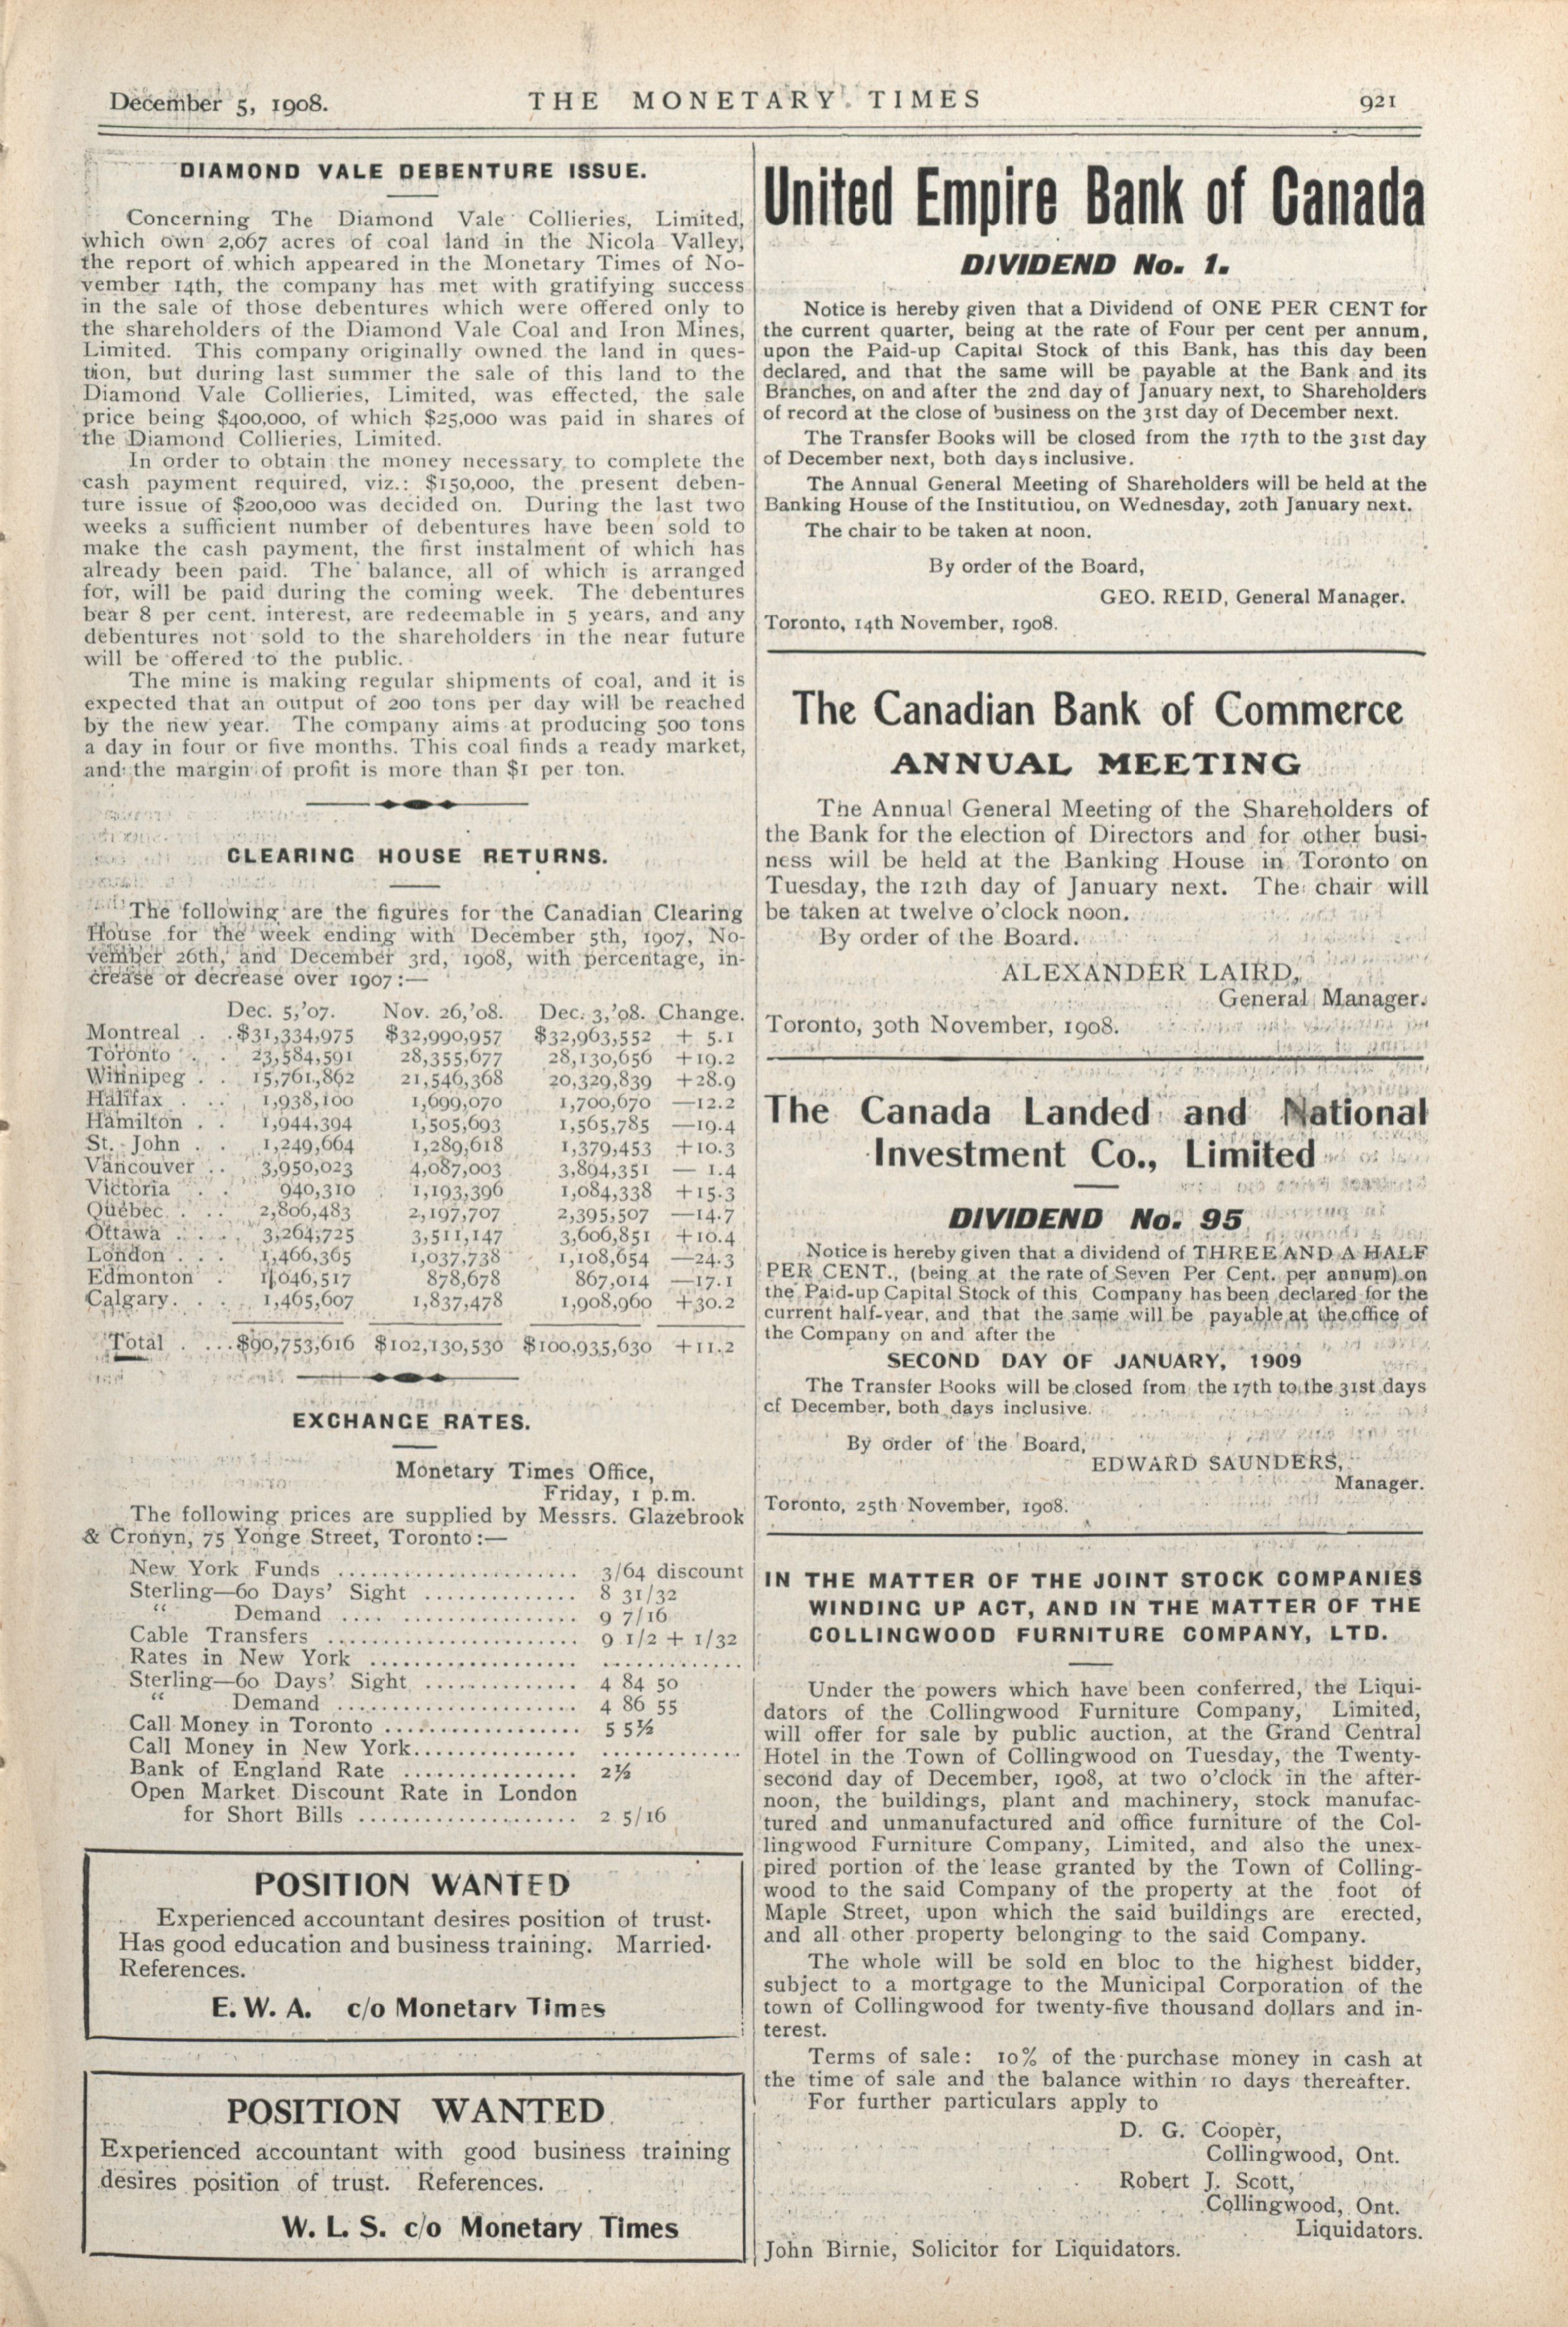 December 5, 1908.
THE MONETARY TIMES
921
DIAMOND VALE DEBENTURE ISSUE.
Concerning The Diamond Vale Collieries, Limited,
which own 2,067 acres of coal land in the Nicola Valley,
the report of which appeared in the Monetary Times of No-
vember 14th, the company has met with gratifying success
in the sale of those debentures which were offered only to
the shareholders of the Diamond Vale Coal and Iron Mines,
Limited. This company originally owned the land in ques-
tion, but during last summer the sale of this land to the
Diamond Vale Collieries, Limited, was effected, the sale
price being $400,000, of which $25,000 was paid in shares of
the Diamond Collieries, Limited.
In order to obtain the money necessary to complete the
cash payment required, viz.: $150,000, the present deben-
ture issue of $200,000 was decided on. During the last two
weeks a sufficient number of debentures have been sold to
make the cash payment, the first instalment of which has
already been paid. The balance, all of which is arranged
for, will be paid during the coming week. The debentures
bear 8 per cent. interest, are redeemable in 5 years, and any
debentures not sold to the shareholders in the near future
will be offered to the public.
The mine is making regular shipments of coal, and it is
expected that an output of 200 tons per day will be reached
by the new year. The company aims at producing 500 tons
a day in four or five months. This coal finds a ready market,
and the margin of profit is more than $1 per ton.
CLEARING HOUSE RETURNS.
The following are the figures for the Canadian Clearing
House for the week ending with December 5th, 1907, No-
vember 26th, and December 3rd, 1908, with percentage, in-
crease or decrease over 1907:—
Dec. 5,'07. Nov. 26,'08. Dec. 3,'08. Change.
Montreal . . $31,334,975 $32,990,957 $32,963,552 + 5.1
Toronto . . 23,584,591 28,355,677 28,130,656 +19.2
Winnipeg . . 15,761,862 21,546,368 20,329,839 +28.9
Halifax . . . 1,938,100 1,699,070 1,700,670 —12.2
Hamilton . . 1,944,394 1,505,693 1,565,785 —19.4
St. John . . 1,249,664 1,289,618 1,379,453 +10.3
Vancouver . . 3,950,023 4,087,003 3,894,351 — 1.4
Victoria . . 940,310 1,193,396 1,084,338 +15.3
Quebec . . . 2,806,483 2,197,707 2,395,507 —14.7
Ottawa . . . 3,264,725 3,511,147 3,606,851 +10.4
London . . . 1,466,365 1,037,738 1,108,654 —24.3
Edmonton . 1,046,517 878,678 867,014 —17.1
Calgary. . . 1,465,607 1,837,478 1,908,960 +30.2
Total . ...$90,753,616 $102,130,530 $100,935,630 +11.2
EXCHANGE RATES.
Monetary Times Office,
Friday, 1 p.m.
The following prices are supplied by Messrs. Glazebrook
& Cronyn, 75 Yonge Street, Toronto:—
New York Funds ........................ 3/64 discount
Sterling—60 Days' Sight ............... 8 31/32
" Demand .... ................. 9 7/16
Cable Transfers ......................... 9 1/2 + 1/32
Rates in New York .................... .............
Sterling—60 Days' Sight ............... 4 84 50
" Demand ........................ 4 86 55
Call Money in Toronto ................... 5 5½
Call Money in New York................ .............
Bank of England Rate ................. 2½
Open Market Discount Rate in London
for Short Bills ...................... 2 5/16
POSITION WANTED
Experienced accountant desires position of trust.
Has good education and business training. Married.
References.
E. W. A. c/o Monetary Times
POSITION WANTED
Experienced accountant with good business training
desires position of trust. References.
W. L. S. c/o Monetary Times
United Empire Bank of Canada
DIVIDEND No. 1.
Notice is hereby given that a Dividend of ONE PER CENT for
the current quarter, being at the rate of Four per cent per annum,
upon the Paid-up Capital Stock of this Bank, has this day been
declared, and that the same will be payable at the Bank and its
Branches, on and after the 2nd day of January next, to Shareholders
of record at the close of business on the 31st day of December next.
The Transfer Books will be closed from the 17th to the 31st day
of December next, both days inclusive.
The Annual General Meeting of Shareholders will be held at the
Banking House of the Institutiou, on Wednesday, 20th January next.
The chair to be taken at noon.
By order of the Board,
GEO. REID, General Manager.
Toronto, 14th November, 1908.
The Canadian Bank of Commerce
ANNUAL MEETING
The Annual General Meeting of the Shareholders of
the Bank for the election of Directors and for other busi-
ness will be held at the Banking House in Toronto on
Tuesday, the 12th day of January next. The chair will
be taken at twelve o'clock noon.
By order of the Board.
ALEXANDER LAIRD,
General Manager.
Toronto, 30th November, 1908.
The Canada Landed and National
Investment Co., Limited
DIVIDEND No. 95
Notice is hereby given that a dividend of THREE AND A HALF
PER CENT., (being at the rate of Seven Per Cent. per annum) on
the Paid-up Capital Stock of this Company has been declared for the
current half-year, and that the same will be payable at the office of
the Company on and after the
SECOND DAY OF JANUARY, 1909
The Transfer Books will be closed from the 17th to the 31st days
of December, both days inclusive.
By order of the Board,
EDWARD SAUNDERS,
Manager.
Toronto, 25th November, 1908.
IN THE MATTER OF THE JOINT STOCK COMPANIES
WINDING UP ACT, AND IN THE MATTER OF THE
COLLINGWOOD FURNITURE COMPANY, LTD.
Under the powers which have been conferred, the Liqui-
dators of the Collingwood Furniture Company, Limited,
will offer for sale by public auction, at the Grand Central
Hotel in the Town of Collingwood on Tuesday, the Twenty-
second day of December, 1908, at two o'clock in the after-
noon, the buildings, plant and machinery, stock manufac-
tured and unmanufactured and office furniture of the Col-
lingwood Furniture Company, Limited, and also the unex-
pired portion of the lease granted by the Town of Colling-
wood to the said Company of the property at the foot of
Maple Street, upon which the said buildings are erected,
and all other property belonging to the said Company.
The whole will be sold en bloc to the highest bidder,
subject to a mortgage to the Municipal Corporation of the
town of Collingwood for twenty-five thousand dollars and in-
terest.
Terms of sale: 10% of the purchase money in cash at
the time of sale and the balance within 10 days thereafter.
For further particulars apply to
D. G. Cooper,
Collingwood, Ont.
Robert J. Scott,
Collingwood, Ont.
Liquidators.
John Birnie, Solicitor for Liquidators.